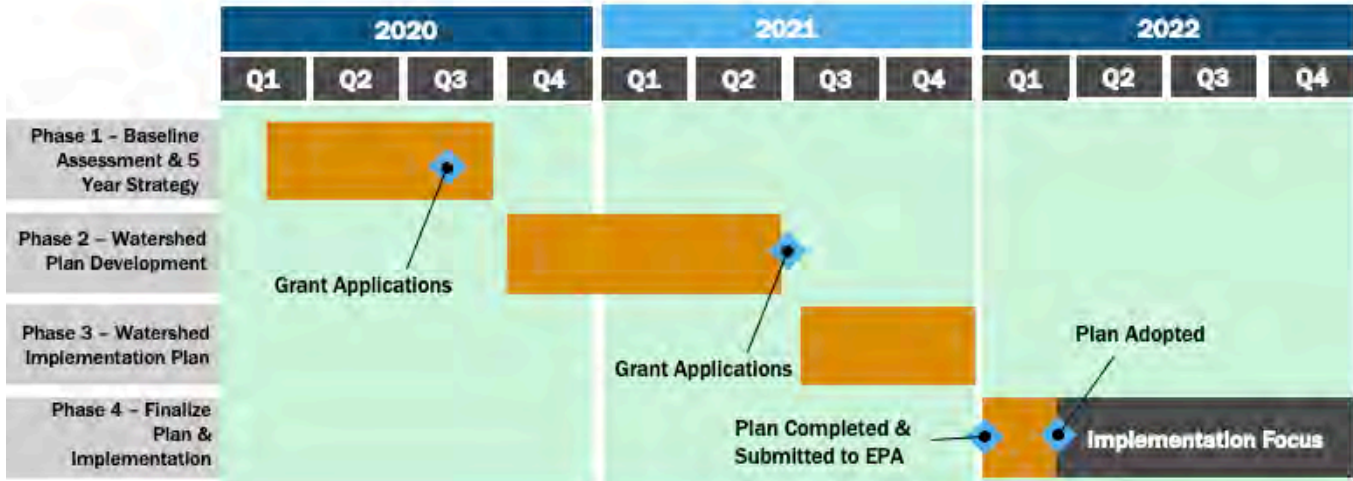 2020 2021 2022
Q1 Q2 Q3 Q4 Q1 Q2 Q3 Q4 Q1 Q2 Q3 Q4
Phase 1 – Baseline
Assessment & 5
Year Strategy
Grant Applications
Phase 2 – Watershed
Plan Development
Grant Applications
Phase 3 – Watershed
Implementation Plan
Plan Adopted
Phase 4 – Finalize
Plan &
Implementation
Plan Completed &
Submitted to EPA
Implementation Focus